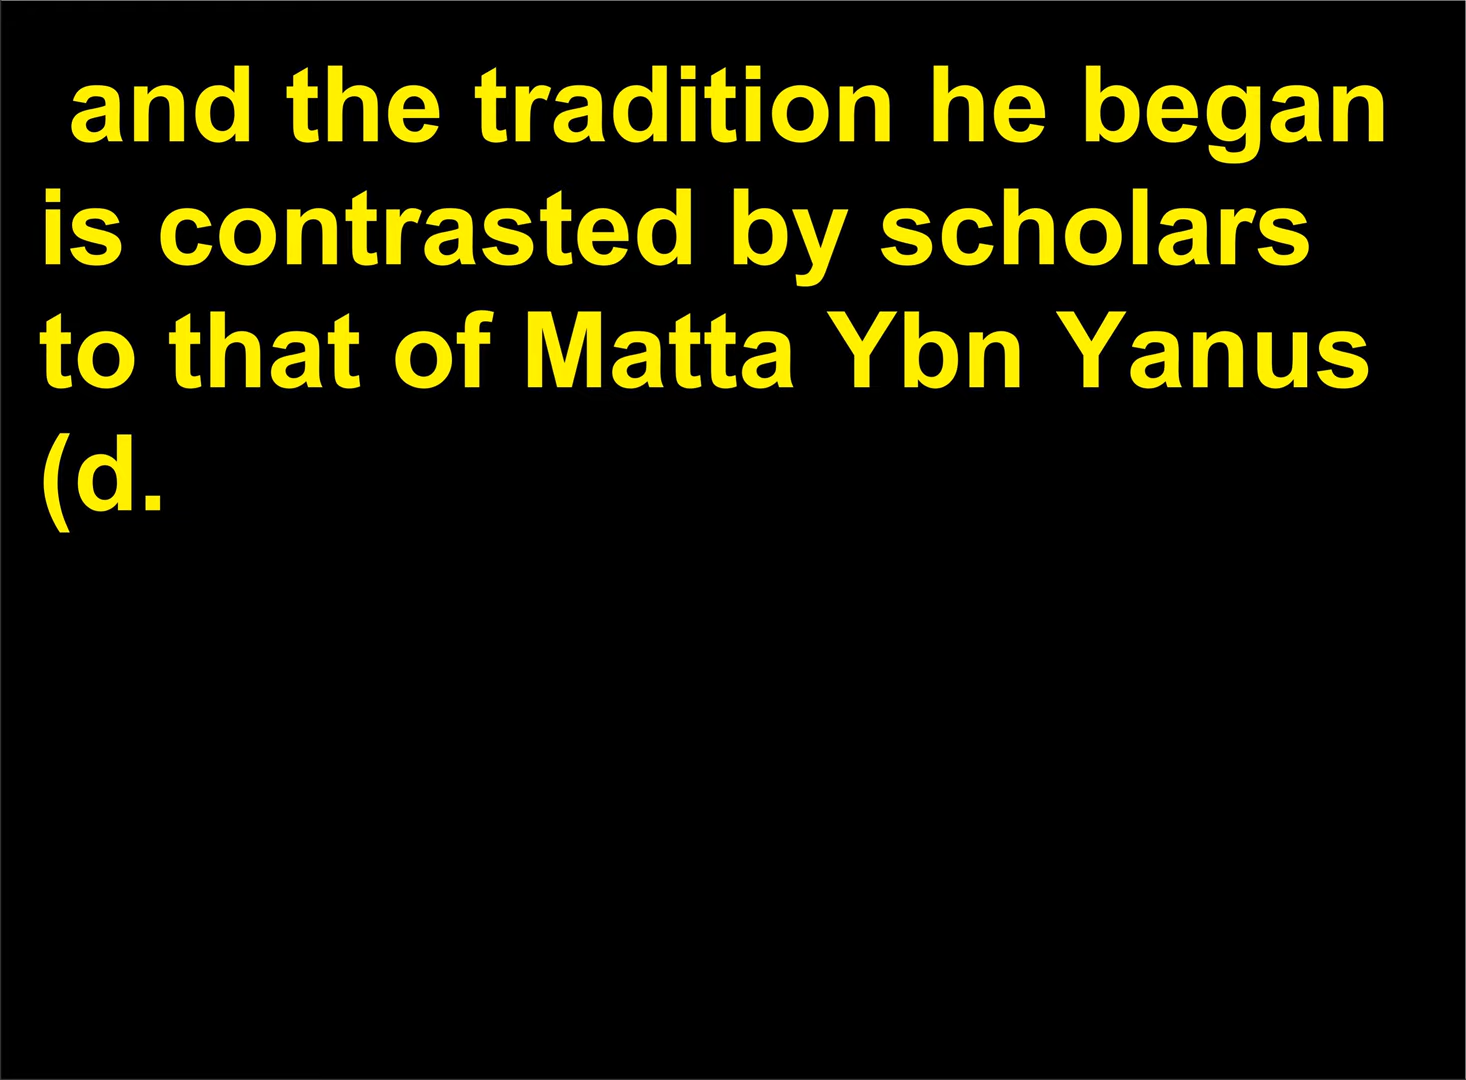 and the tradition he began
is contrasted by scholars
to that of Matta Ybn Yanus
(d.